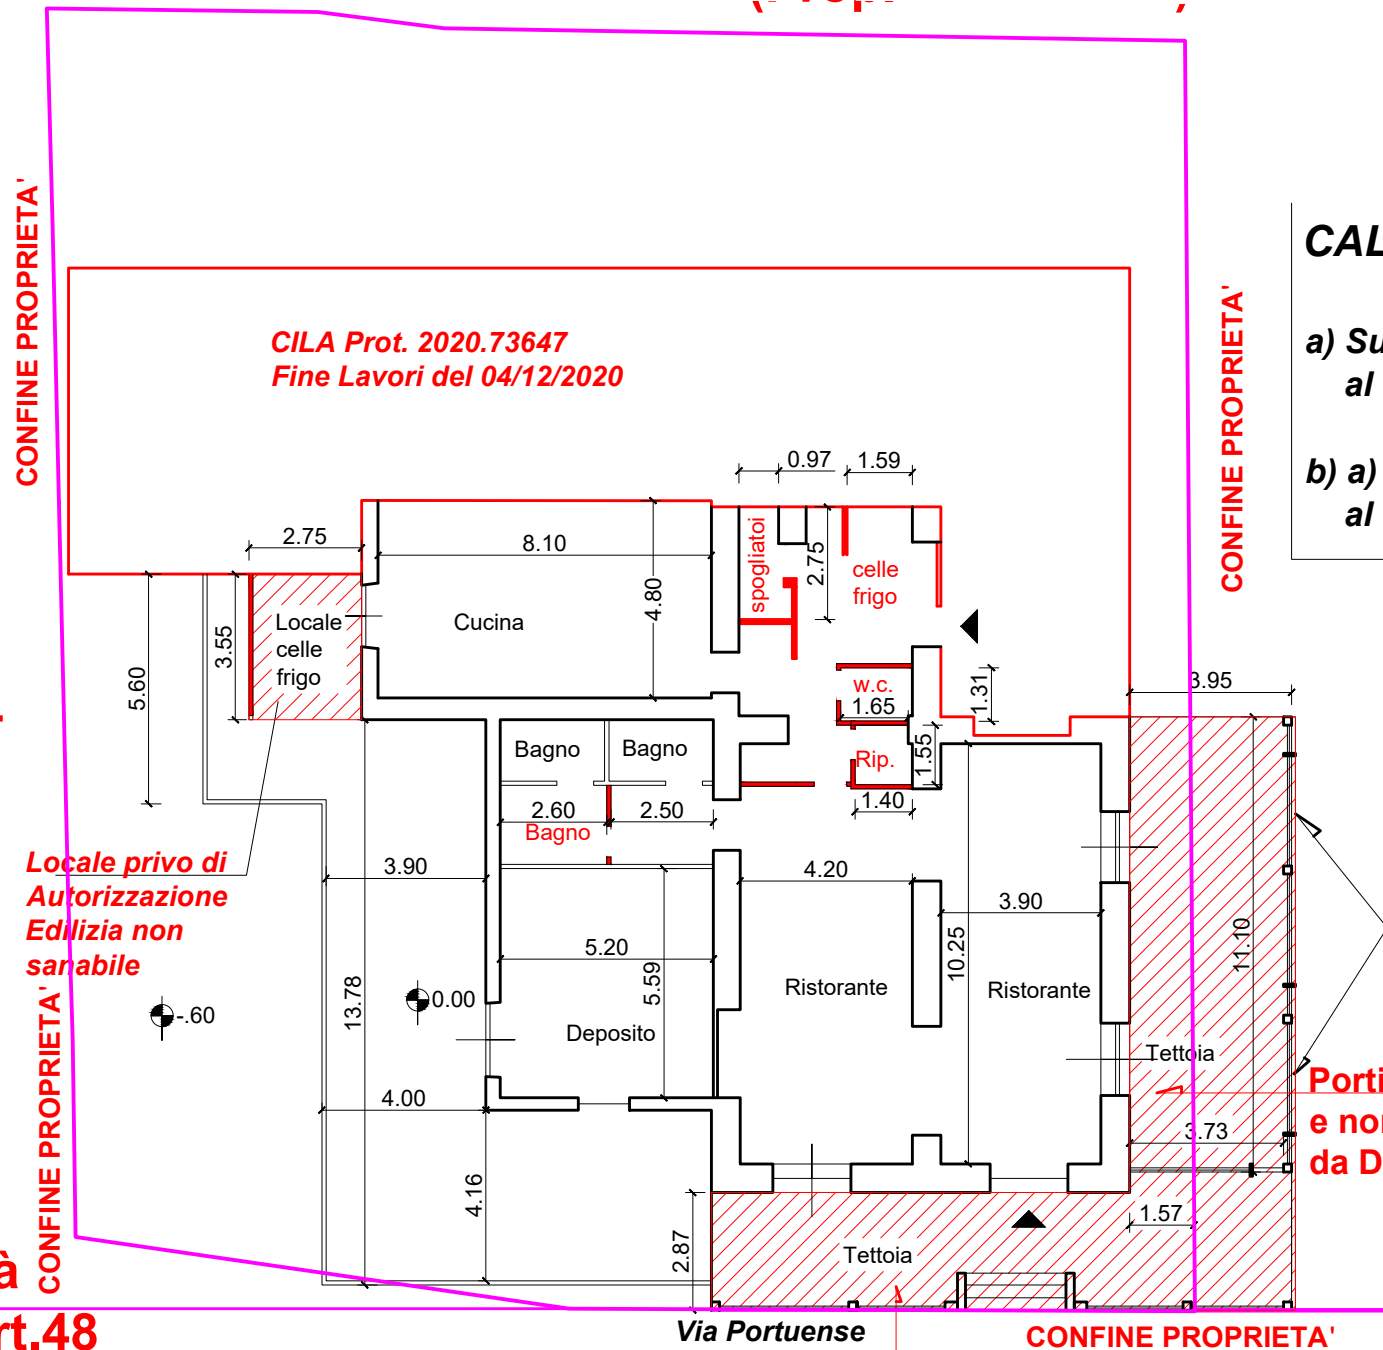 CONFINE PROPRIETA'
CAL
a) Su
al
b) a)
al
CILA Prot. 2020.73647
Fine Lavori del 04/12/2020
CONFINE PROPRIETA'
0.97
1.59
2.75
8.10
4.80
spogliatoi
2.75
celle
frigo
Locale
celle
frigo
Cucina
3.55
5.60
w.c.
1.65
1.31
3.95
Bagno
Bagno
Rip.
1.55
1.40
2.60
2.50
Bagno
Locale privo di
Autorizzazione
Edilizia non
sanabile
3.90
4.20
3.90
10.25
11.10
5.20
5.59
Ristorante
Ristorante
-.60
0.00
13.78
Deposito
Tettoia
Porti
e non
da D
4.00
3.73
4.16
1.57
2.87
Tettoia
CONFINE PROPRIETA'
à
rt.48
Via Portuense
CONFINE PROPRIETA'